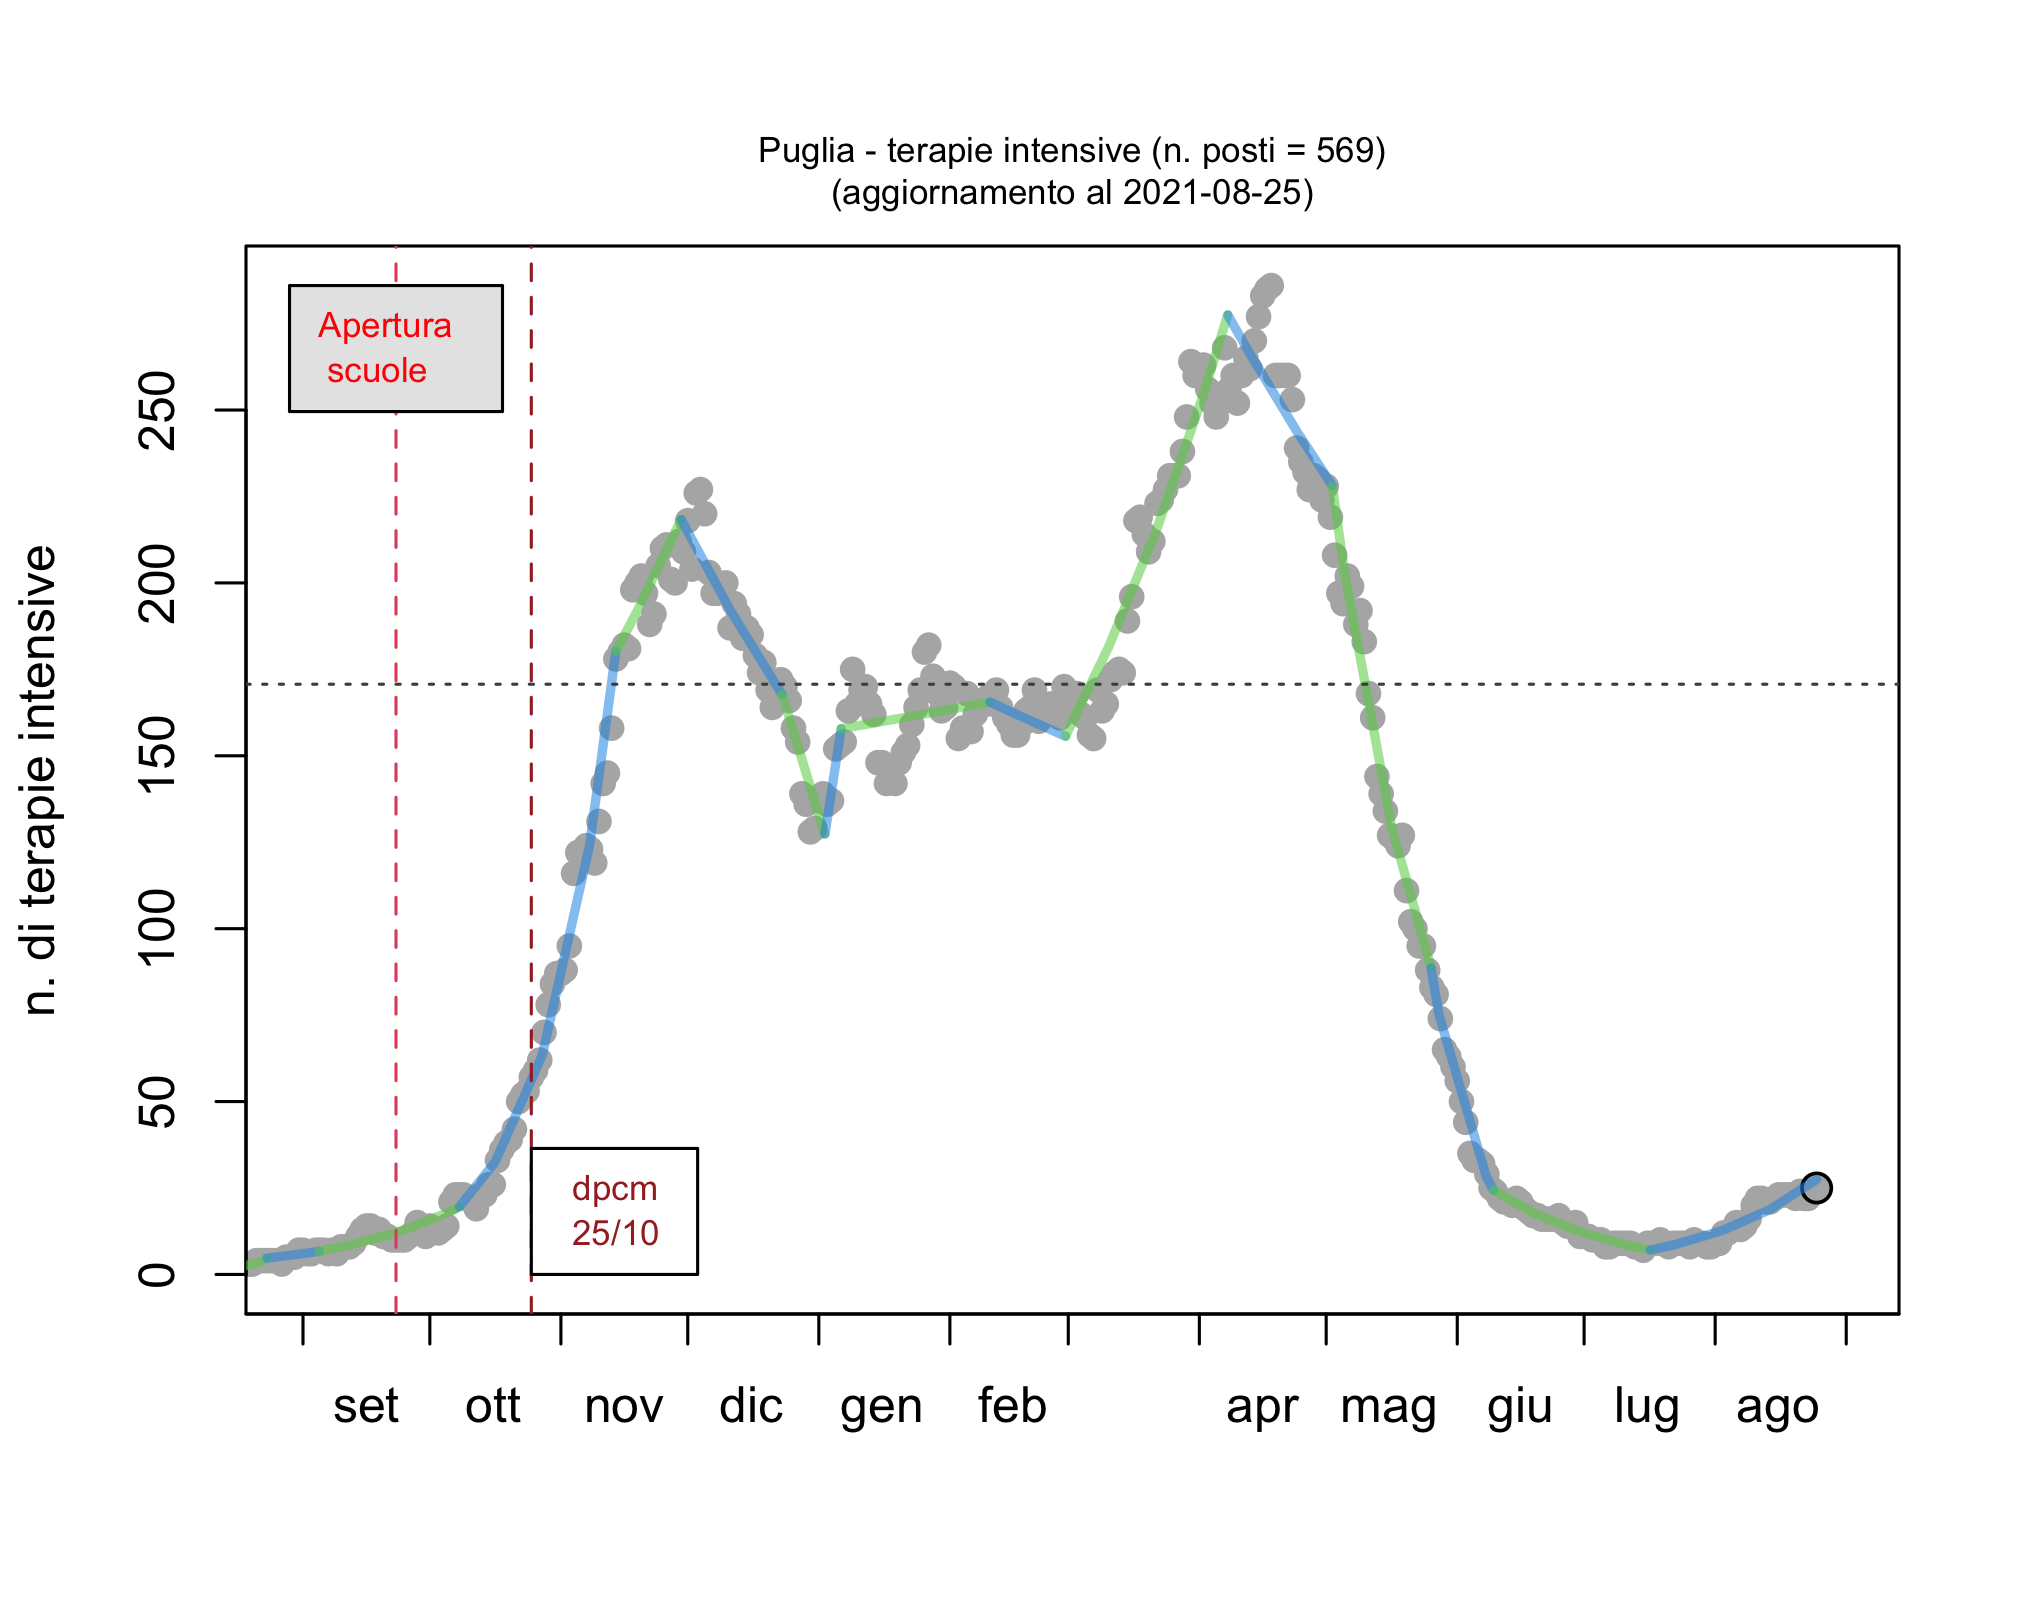 Puglia - terapie intensive (n. posti = 569)
(aggiornamento al 2021-08-25)
Apertura
scuole
n. di terapie intensive
250
200
150
100
50
0
dpcm
25/10
set ott nov dic gen feb apr mag giu lug ago